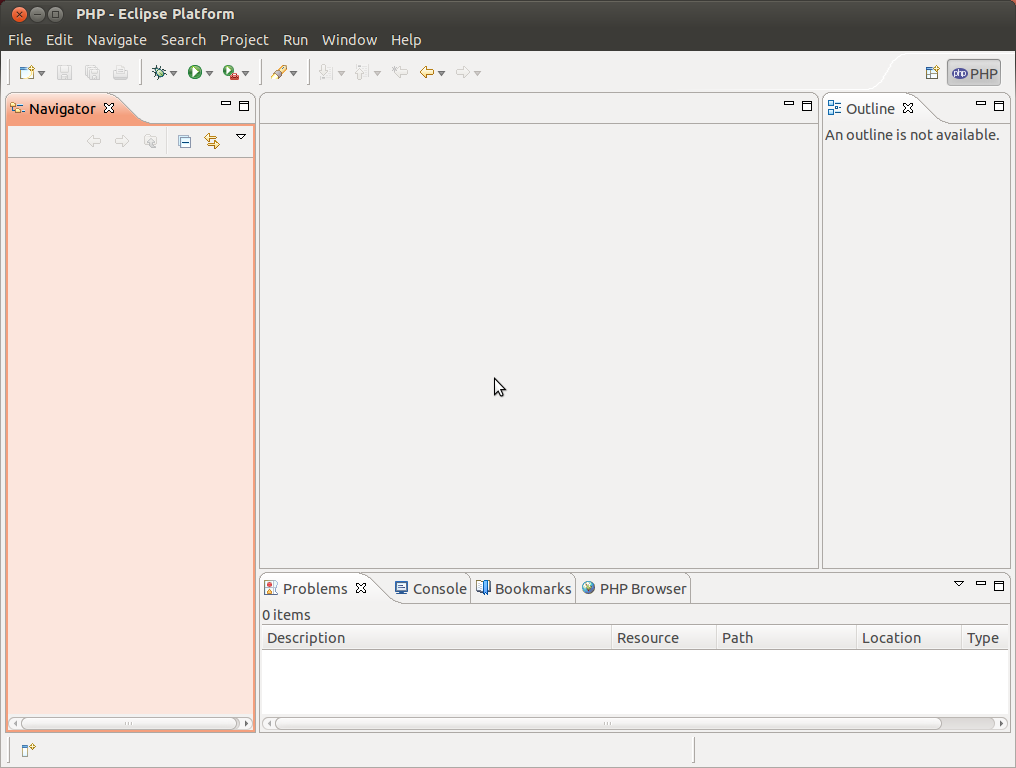 PHP - Eclipse Platform
File Edit Navigate Search Project Run Window Help
php PHP
Navigator
Outline
An outline is not available.
Problems Console Bookmarks PHP Browser
0 items
Description Resource Path Location Type